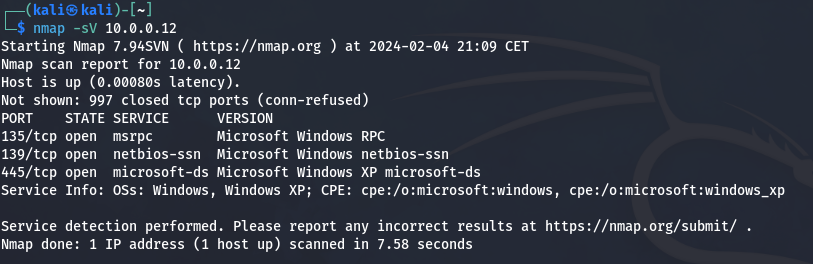 ┌──(kali㉿kali)-[~]
└─$ nmap -sV 10.0.0.12
Starting Nmap 7.94SVN ( https://nmap.org ) at 2024-02-04 21:09 CET
Nmap scan report for 10.0.0.12
Host is up (0.00080s latency).
Not shown: 997 closed tcp ports (conn-refused)
PORT    STATE SERVICE      VERSION
135/tcp open  msrpc        Microsoft Windows RPC
139/tcp open  netbios-ssn  Microsoft Windows netbios-ssn
445/tcp open  microsoft-ds Microsoft Windows XP microsoft-ds
Service Info: OSs: Windows, Windows XP; CPE: cpe:/o:microsoft:windows, cpe:/o:microsoft:windows_xp
Service detection performed. Please report any incorrect results at https://nmap.org/submit/ .
Nmap done: 1 IP address (1 host up) scanned in 7.58 seconds